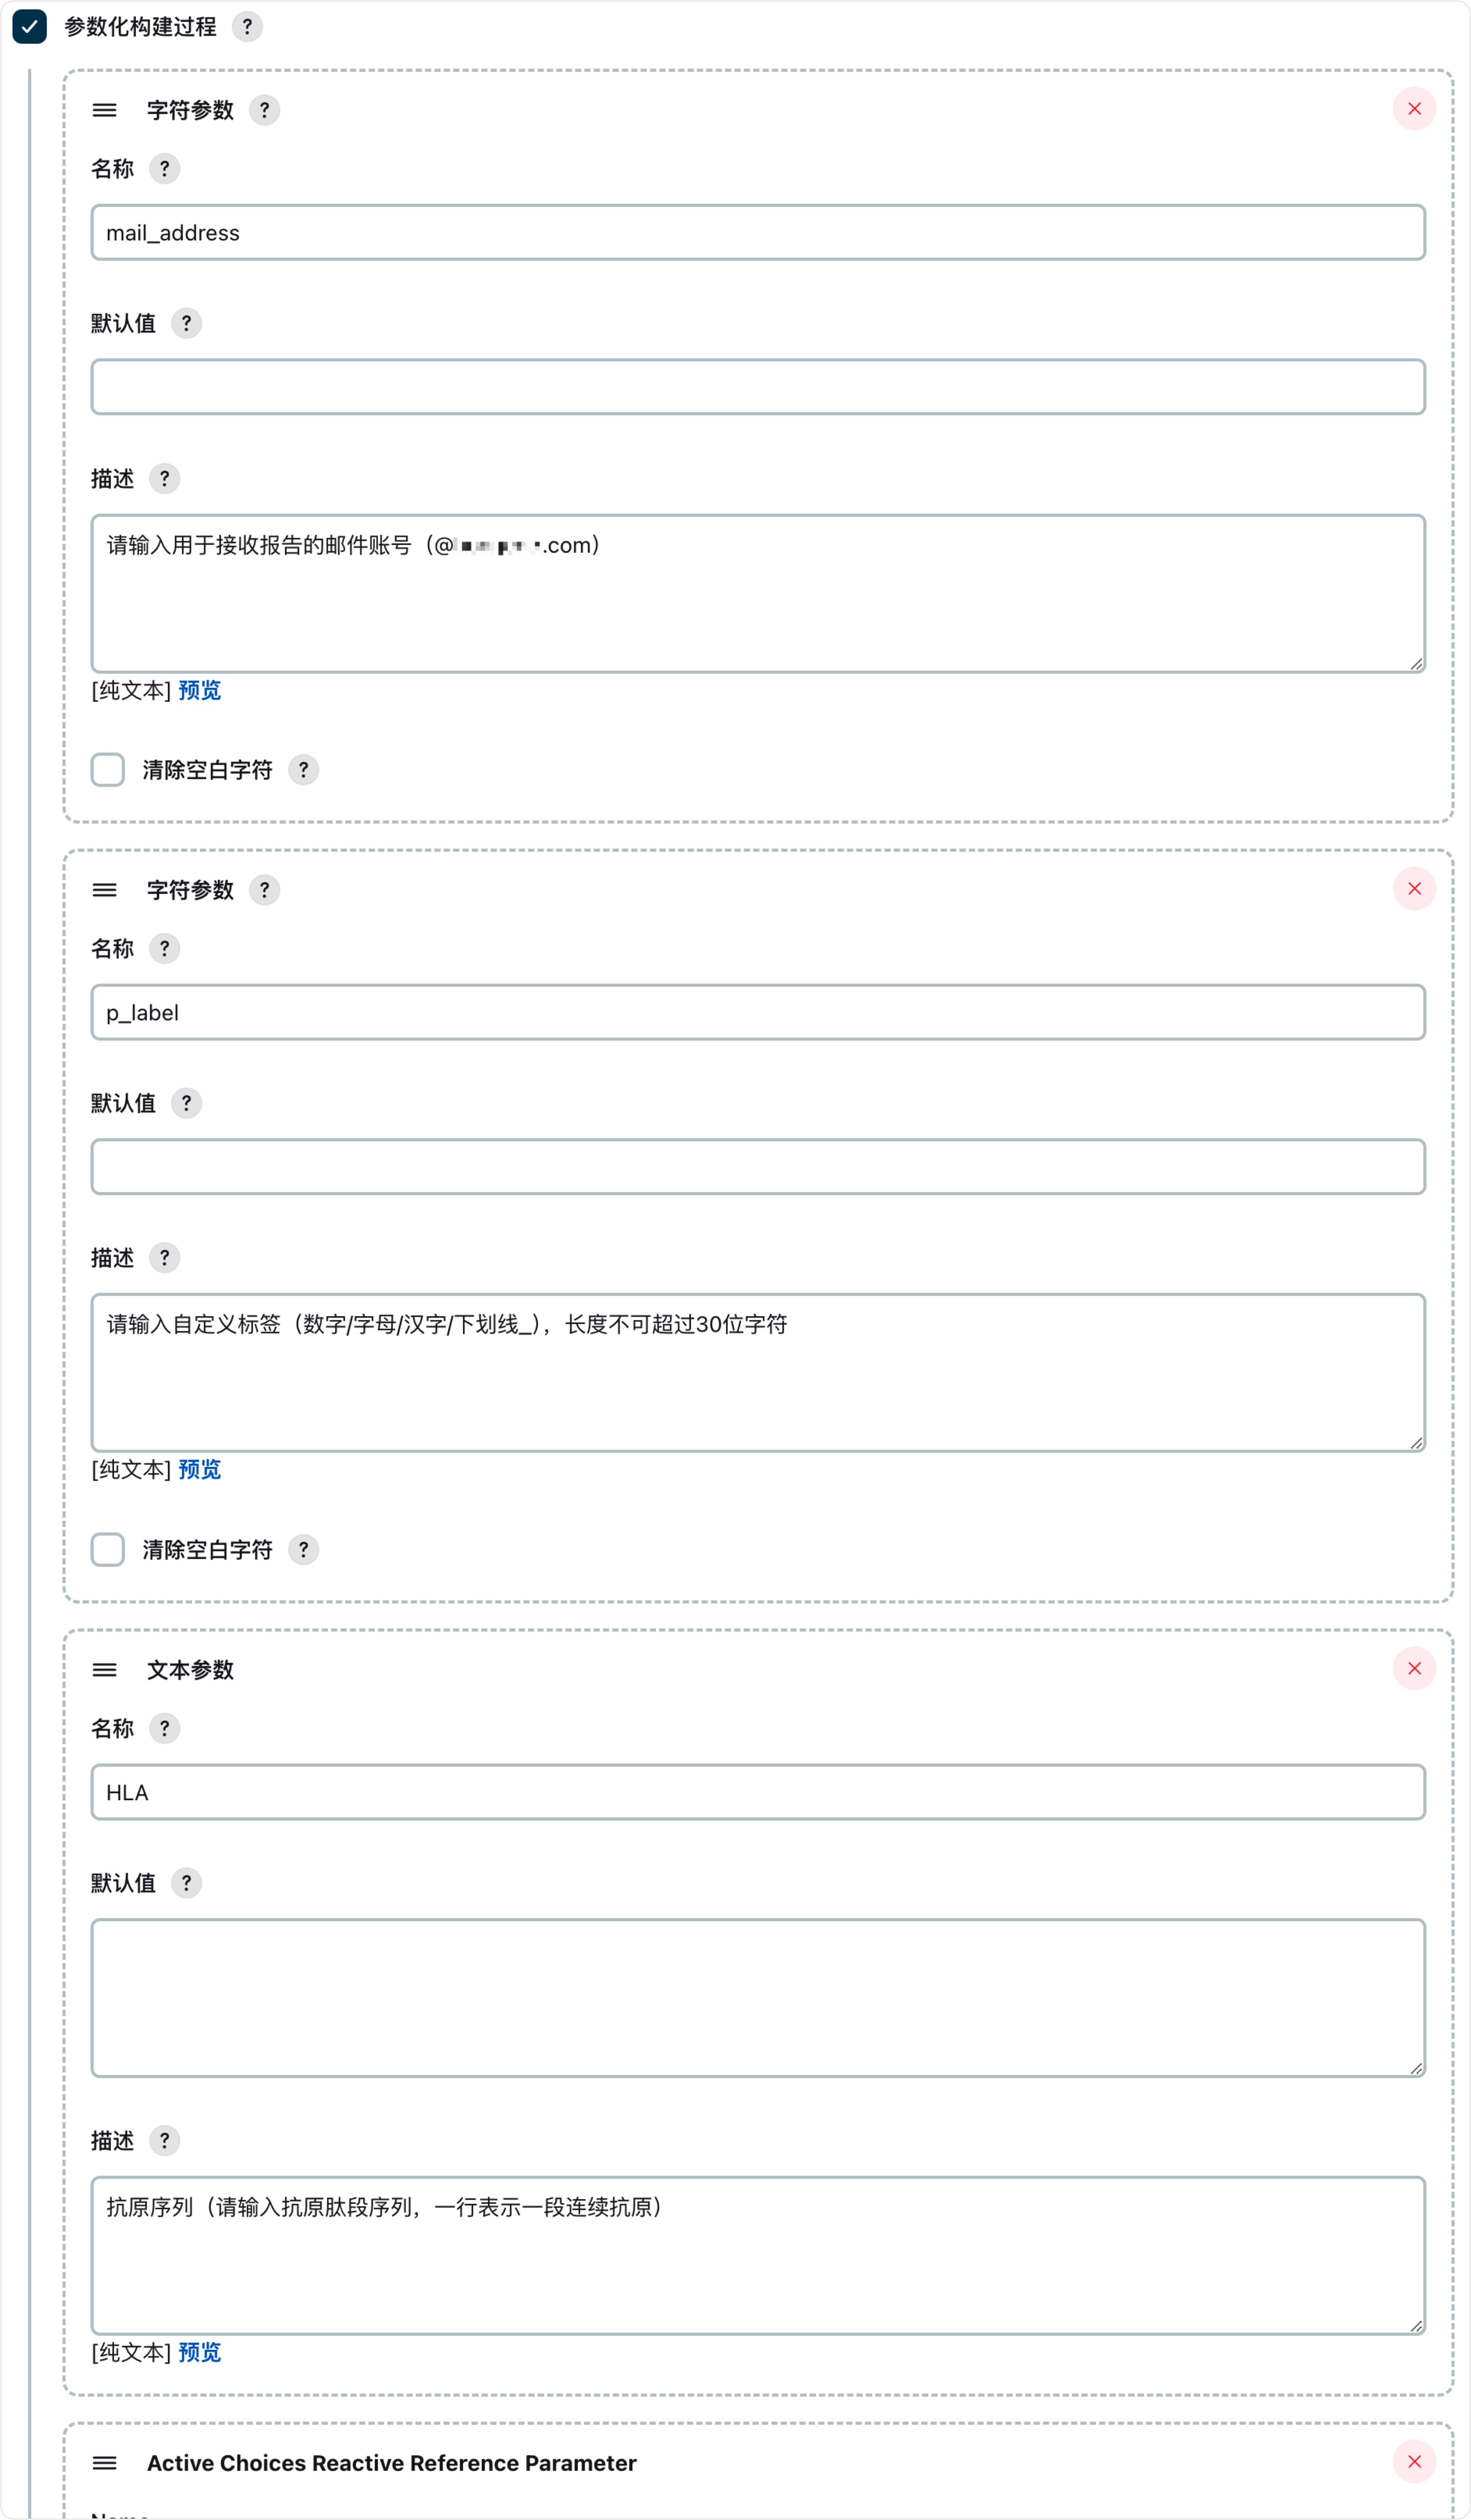 参数化构建过程 ?
字符参数 ?
名称 ?
mail_address
默认值 ?
描述 ?
请输入用于接收报告的邮件账号（@.com）
[纯文本] 预览
清除空白字符 ?
字符参数 ?
名称 ?
p_label
默认值 ?
描述 ?
请输入自定义标签（数字/字母/汉字/下划线_），长度不可超过30位字符
[纯文本] 预览
清除空白字符 ?
文本参数
名称 ?
HLA
默认值 ?
描述 ?
抗原序列（请输入抗原肽段序列，一行表示一段连续抗原）
[纯文本] 预览
Active Choices Reactive Reference Parameter